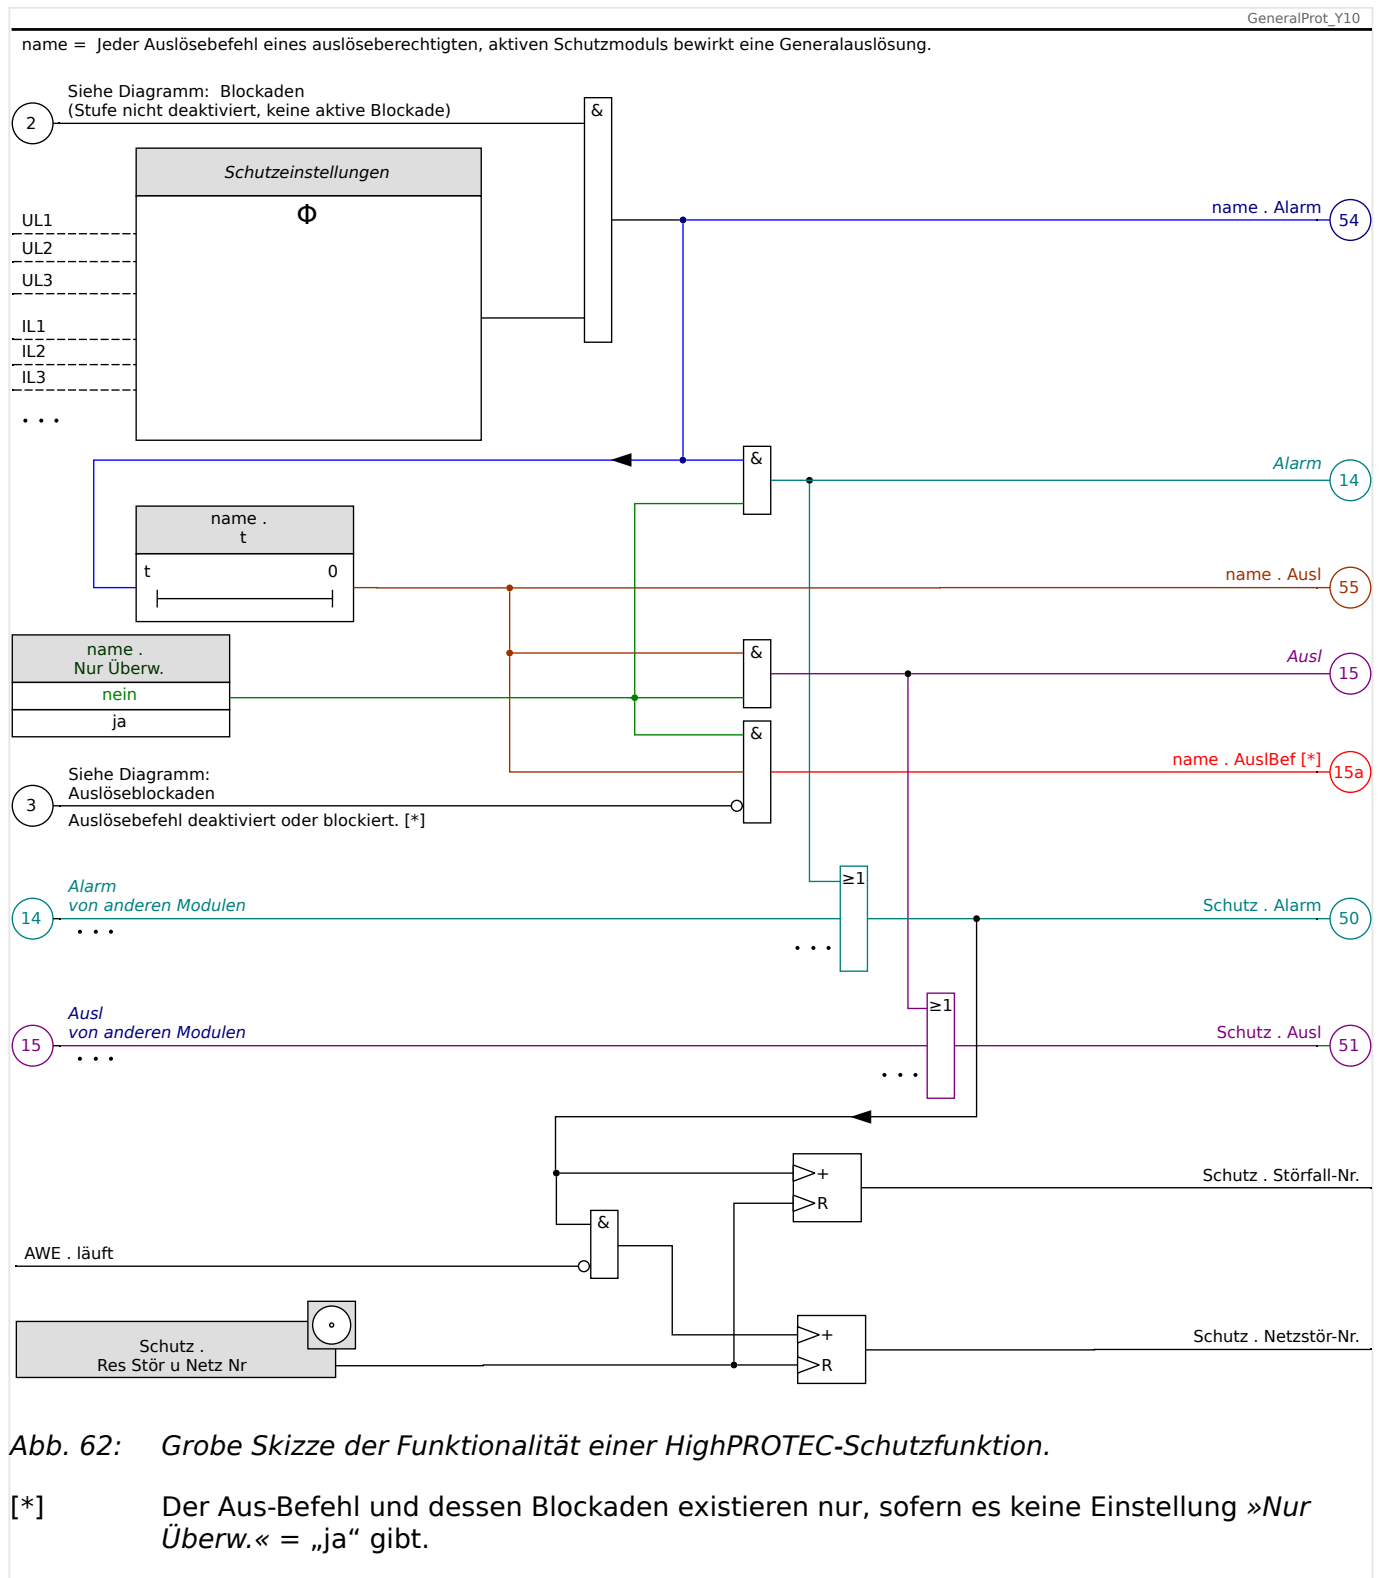 GeneralProt_Y10
name = Jeder Auslösebefehl eines auslöseberechtigten, aktiven Schutzmoduls bewirkt eine Generalauslösung.
Siehe Diagramm: Blockaden
(Stufe nicht deaktiviert, keine aktive Blockade)
2
&
Schutzeinstellungen
Φ
UL1
UL2
UL3
IL1
IL2
IL3
. . .
name . Alarm
54
&
Alarm
14
name .
t
t
0
name . Ausl
55
name .
Nur Überw.
nein
ja
&
Ausl
15
&
name . AuslBef [*]
15a
Siehe Diagramm:
Auslöseblockaden
3
Auslösebefehl deaktiviert oder blockiert. [*]
Alarm
von anderen Modulen
14
. . .
≥1
. . .
Schutz . Alarm
50
Ausl
von anderen Modulen
15
. . .
≥1
. . .
Schutz . Ausl
51
+
R
Schutz . Störfall-Nr.
&
AWE . läuft
Schutz .
Res Stör u Netz Nr
+
R
Schutz . Netzstör-Nr.
Abb. 62: Grobe Skizze der Funktionalität einer HighPROTEC-Schutzfunktion.
[*] Der Aus-Befehl und dessen Blockaden existieren nur, sofern es keine Einstellung »Nur
Überw.« = „ja“ gibt.